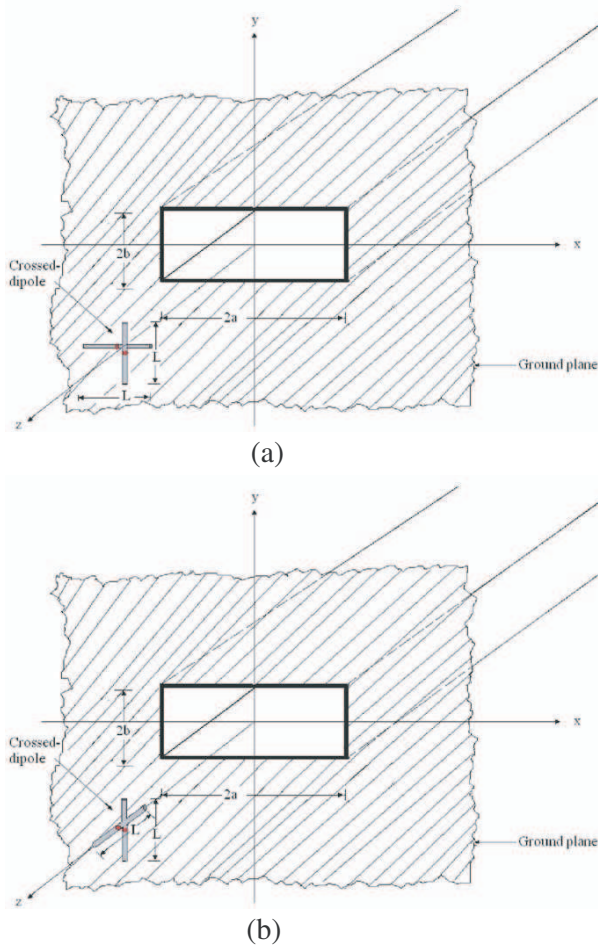 y
x
2b
Crossed-
dipole
2a
L
Ground plane
z
L
(a)
y
x
2b
Crossed-
dipole
2a
L
L
Ground plane
z
(b)